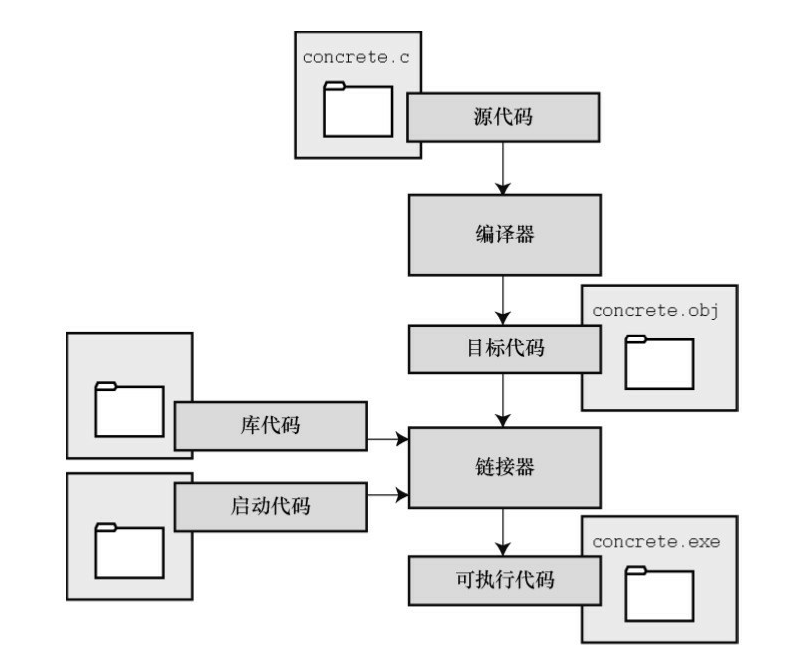 concrete.c
源代码
编译器
concrete.obj
目标代码
库代码
链接器
启动代码
concrete.exe
可执行代码